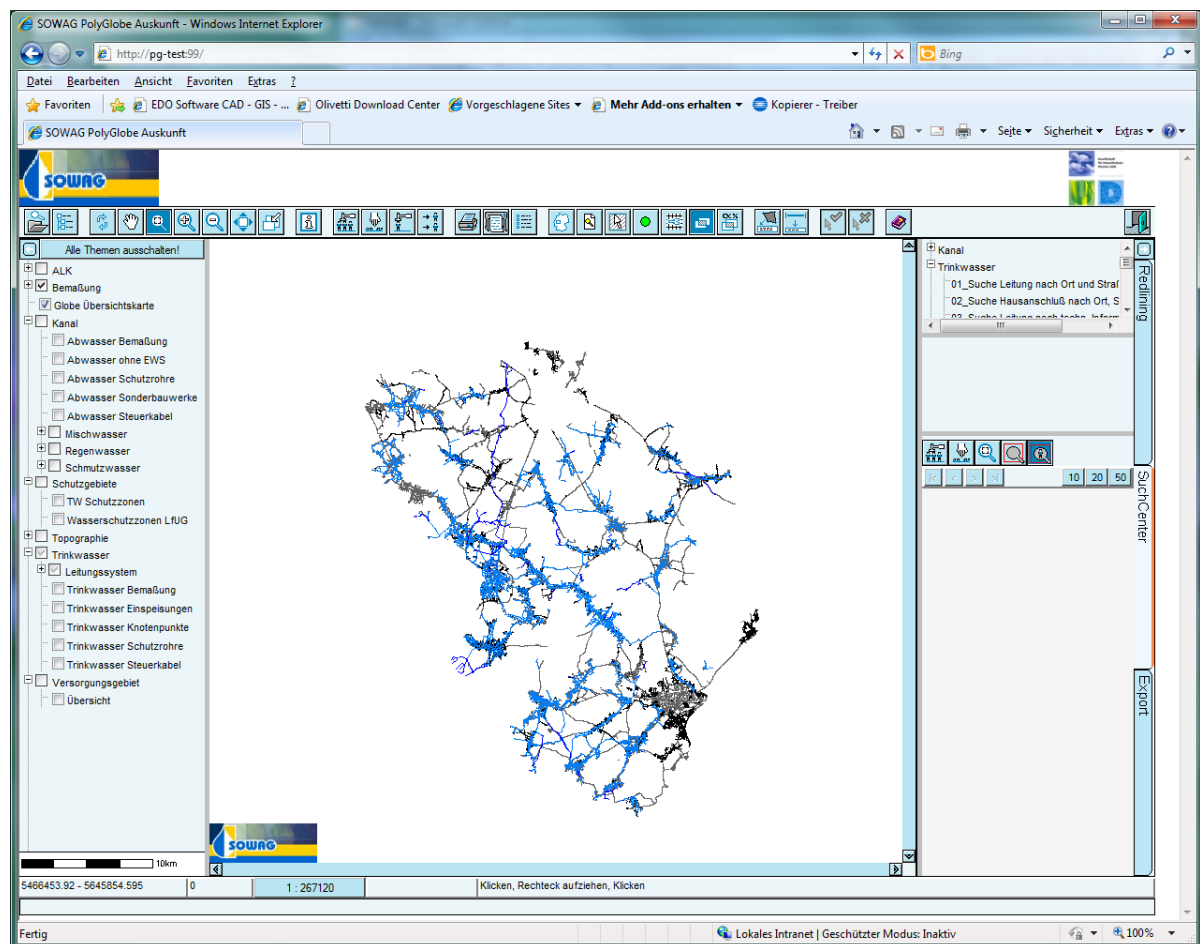 SOWAG PolyGlobe Auskunft - Windows Internet Explorer
http://pg-test:99/
Bing
Datei Bearbeiten Ansicht Favoriten Extras ?
Favoriten EDO Software CAD - GIS - ... Olivetti Download Center Vorgeschlagene Sites Mehr Add-ons erhalten Kopierer - Treiber
SOWAG PolyGlobe Auskunft
Seite Sicherheit Extras
SOWAG
Alle Themen ausschalten!
ALK
Bemaßung
Globe Übersichtskarte
Kanal
Abwasser Bemaßung
Abwasser ohne EWS
Abwasser Schutzrohre
Abwasser Sonderbauwerke
Abwasser Steuerkabel
Mischwasser
Regenwasser
Schmutzwasser
Schutzgebiete
TW Schutzzonen
Wasserschutzzonen LfUG
Topographie
Trinkwasser
Leitungssystem
Trinkwasser Bemaßung
Trinkwasser Einspeisungen
Trinkwasser Knotenpunkte
Trinkwasser Schutzrohre
Trinkwasser Steuerkabel
Versorgungsgebiet
Übersicht
10km
SOWAG
Kanal
Trinkwasser
01_Suche Leitung nach Ort und Straß
02_Suche Hausanschluß nach Ort, S
03_Suche Leitung nach techn. Inform
10 20 50
Redlining
SuchCenter
Export
5466453.92 - 5645854.595 0 1 : 267120 Klicken, Rechteck aufziehen, Klicken
Fertig Lokales Intranet | Geschützter Modus: Inaktiv 100%